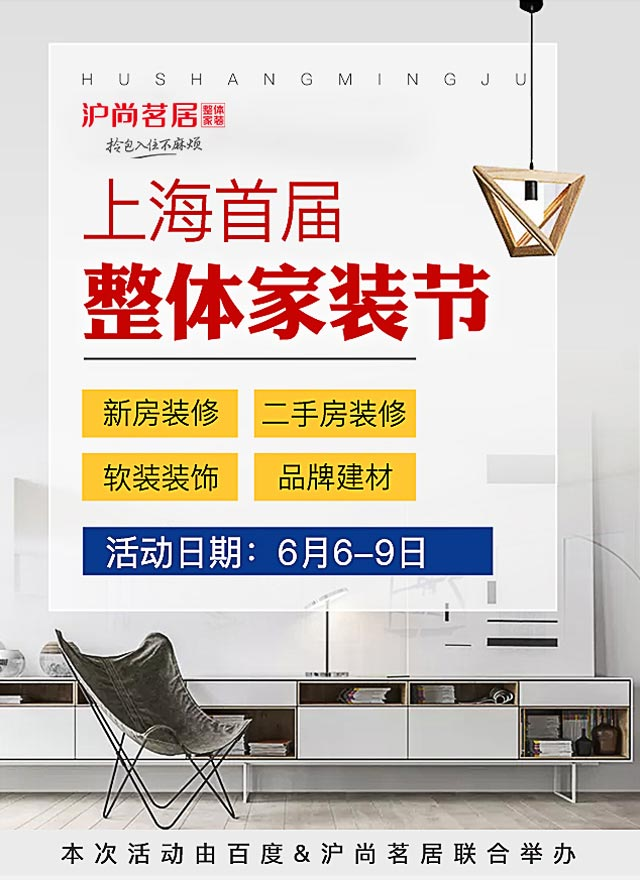 HUSHANGMINGJU
沪尚茗居 整体家装
拎包入住不麻烦
上海首届
整体家装节
新房装修 二手房装修
软装装饰 品牌建材
活动日期：6月6-9日
本次活动由百度&沪尚茗居联合举办